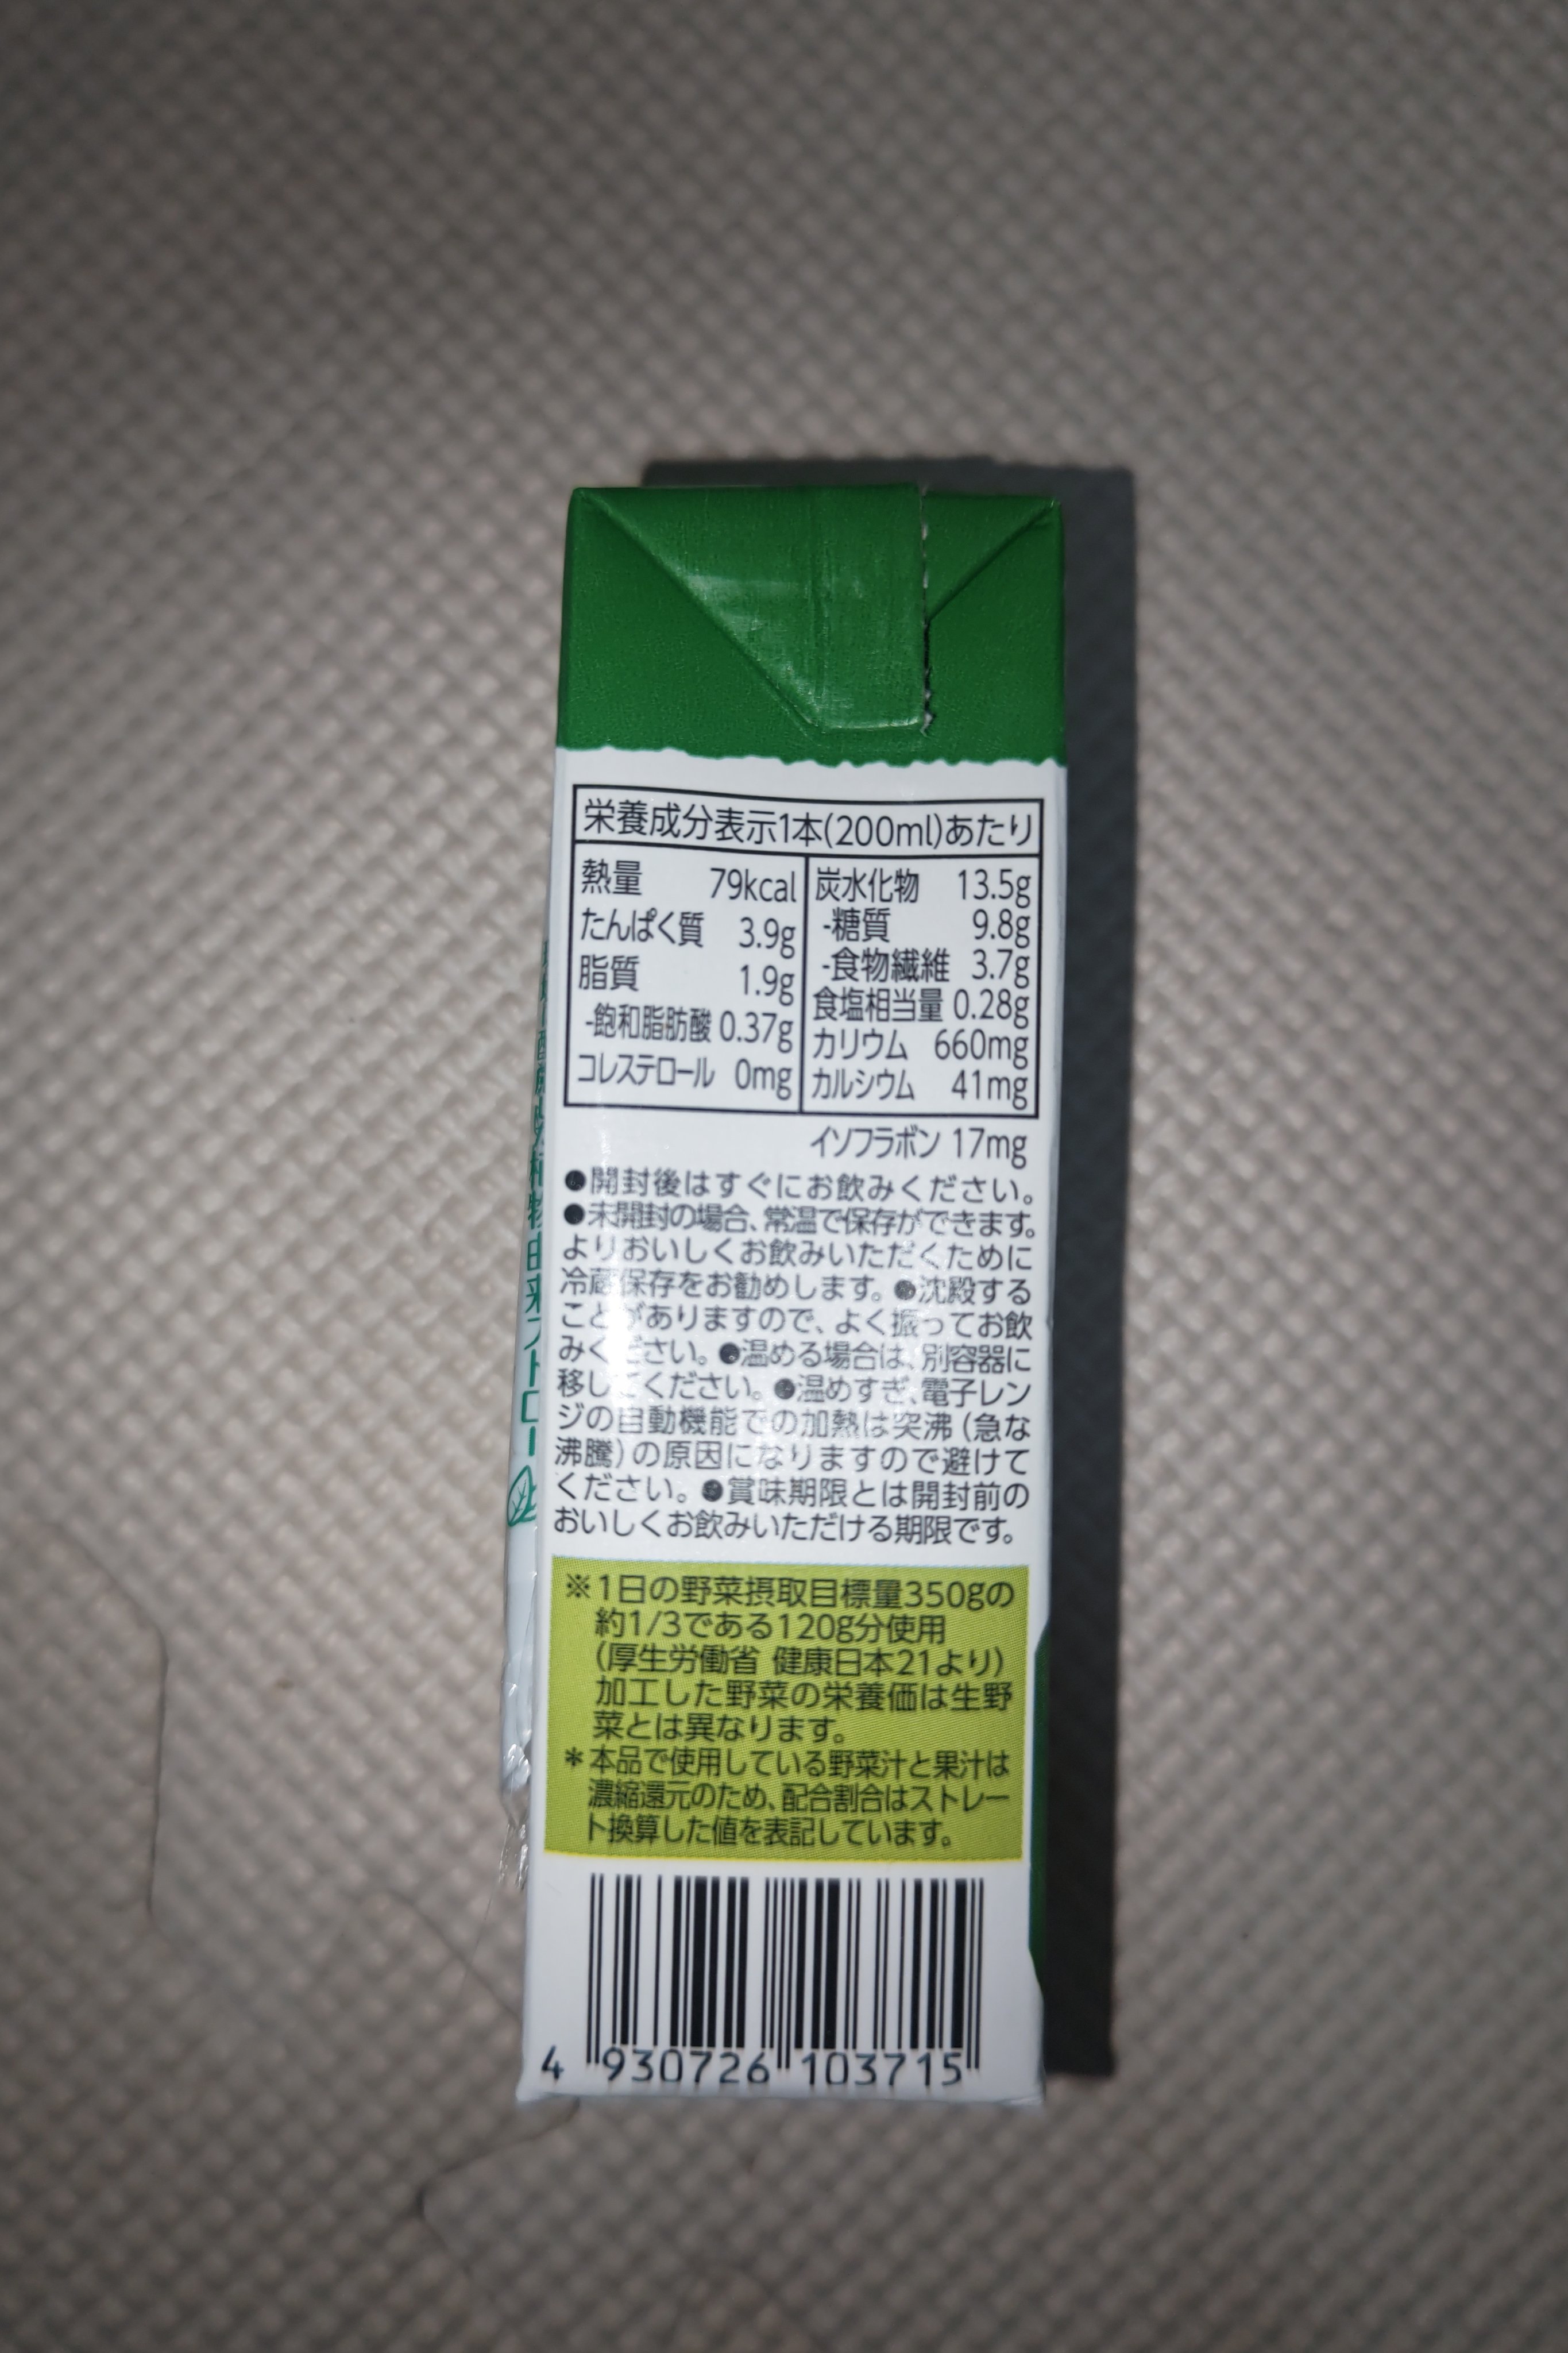 栄養成分表示1本(200ml)あたり
熱量 79kcal
たんぱく質 3.9g
脂質 1.9g
-飽和脂肪酸 0.37g
コレステロール 0mg
炭水化物 13.5g
-糖質 9.8g
-食物繊維 3.7g
食塩相当量 0.28g
カリウム 660mg
カルシウム 41mg
イソフラボン 17mg
●開封後はすぐにお飲みください。
●未開封の場合、常温で保存ができます。
よりおいしくお飲みいただくために
冷蔵保存をお勧めします。●沈殿する
ことがありますので、よく振ってお飲
みください。●温める場合は、別容器に
移してください。●温めすぎ、電子レン
ジの自動機能での加熱は突沸(急な
沸騰)の原因になりますので避けて
ください。●賞味期限とは開封前の
おいしくお飲みいただける期限です。
※1日の野菜摂取目標量350gの
約1/3である120g分使用
(厚生労働省 健康日本21より)
加工した野菜の栄養価は生野
菜とは異なります。
*本品で使用している野菜汁と果汁は
濃縮還元のため、配合割合はストレー
ト換算した値を表記しています。
4 930726 103715
植物由来ストロー